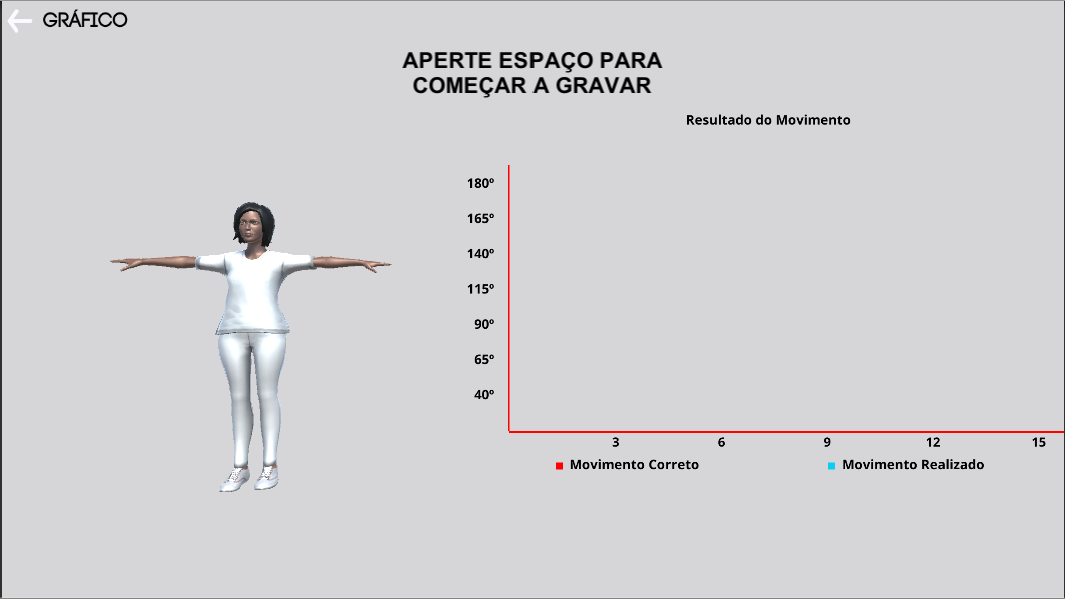 GRÁFICO
APERTE ESPAÇO PARA
COMEÇAR A GRAVAR
Resultado do Movimento
180º
165º
140º
115º
90º
65º
40º
3 6 9 12 15
Movimento Correto Movimento Realizado